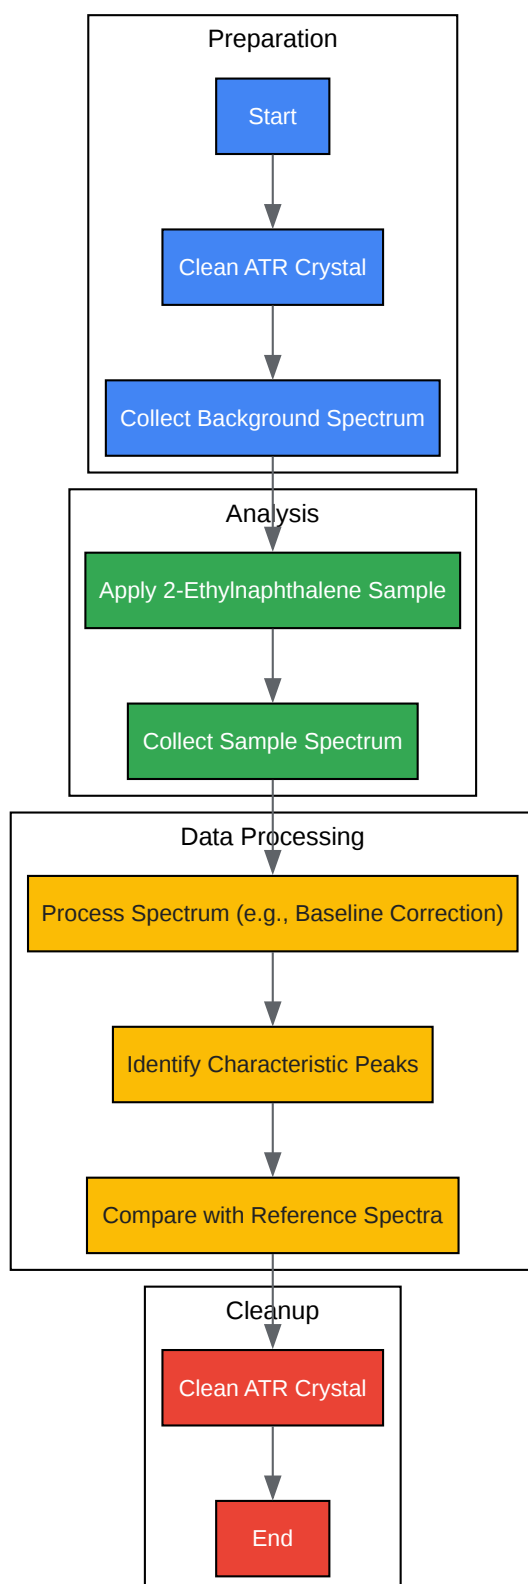 Preparation
Start
Clean ATR Crystal
Collect Background Spectrum
Analysis
Apply 2-Ethylnaphthalene Sample
Collect Sample Spectrum
Data Processing
Process Spectrum (e.g., Baseline Correction)
Identify Characteristic Peaks
Compare with Reference Spectra
Cleanup
Clean ATR Crystal
End